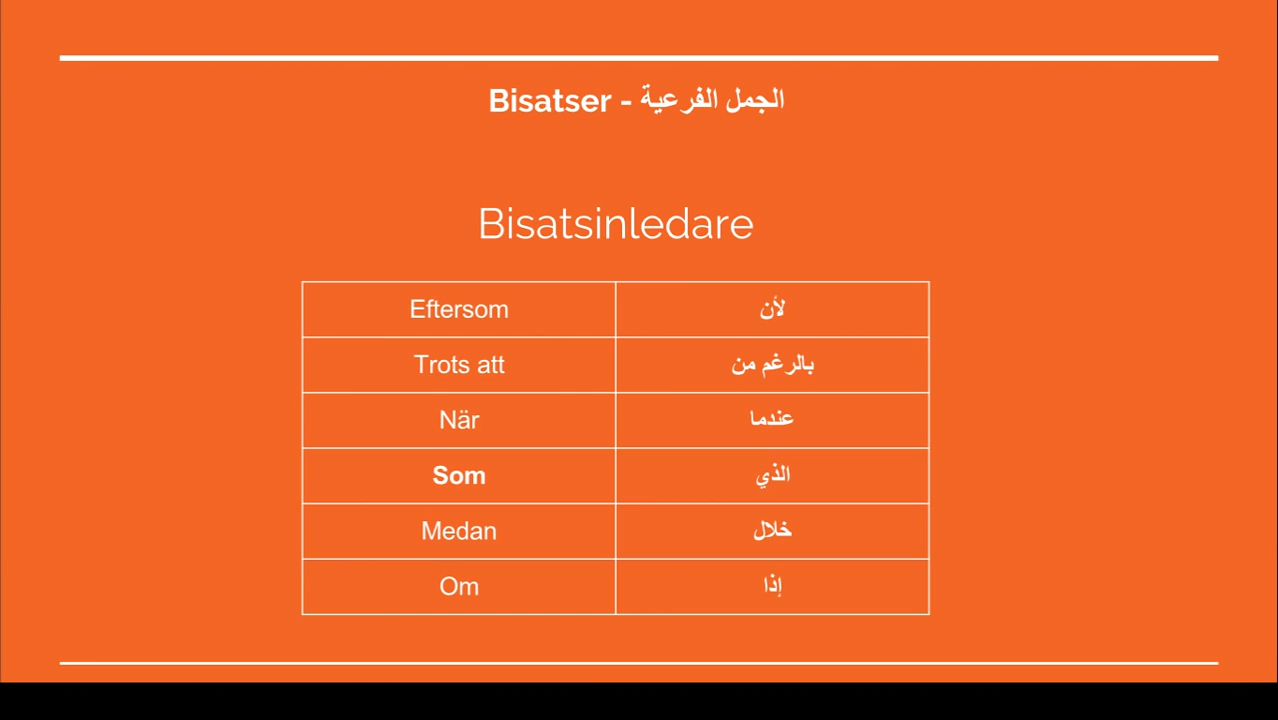 Bisatser - الجمل الفرعية
Bisatsinledare
Eftersom لأن
Trots att بالرغم من
När عندما
Som الذي
Medan خلال
Om إذا